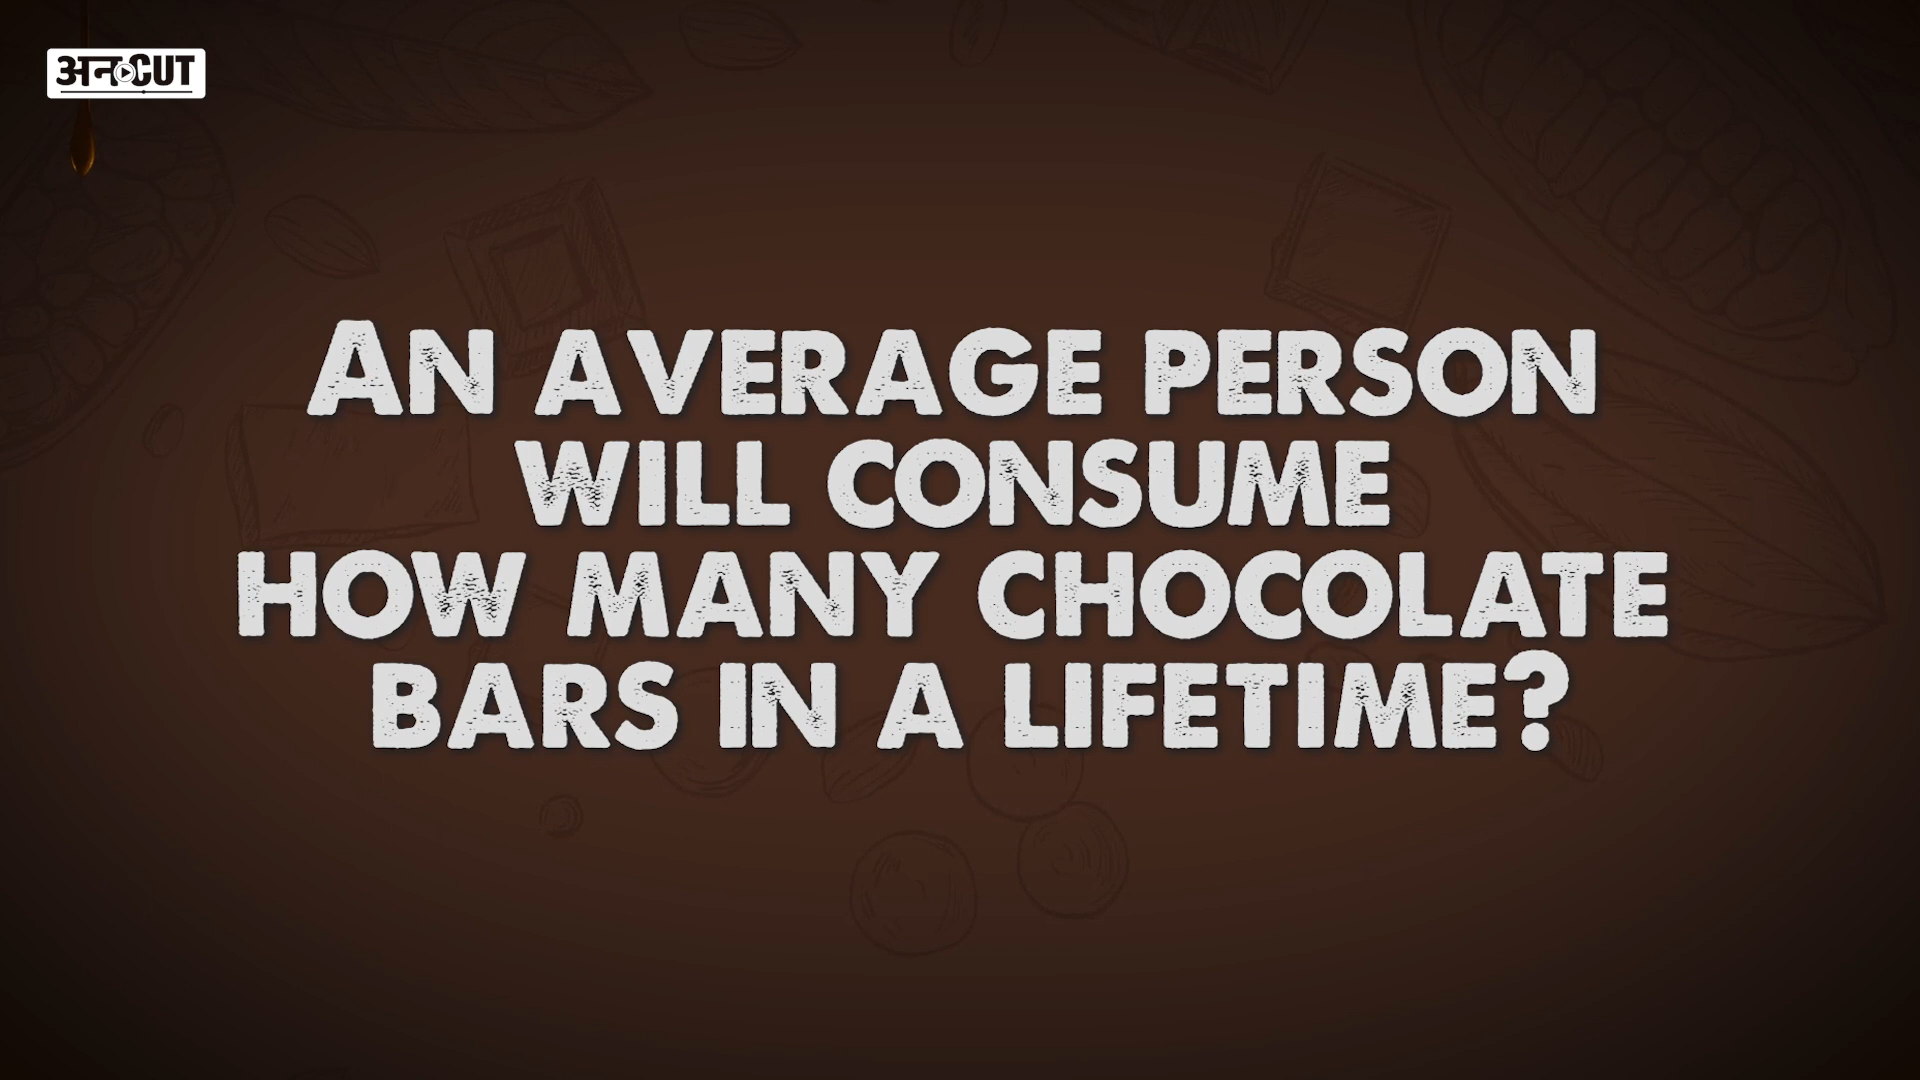 अनCUT
An average person
will consume
how many chocolate
bars in a lifetime?